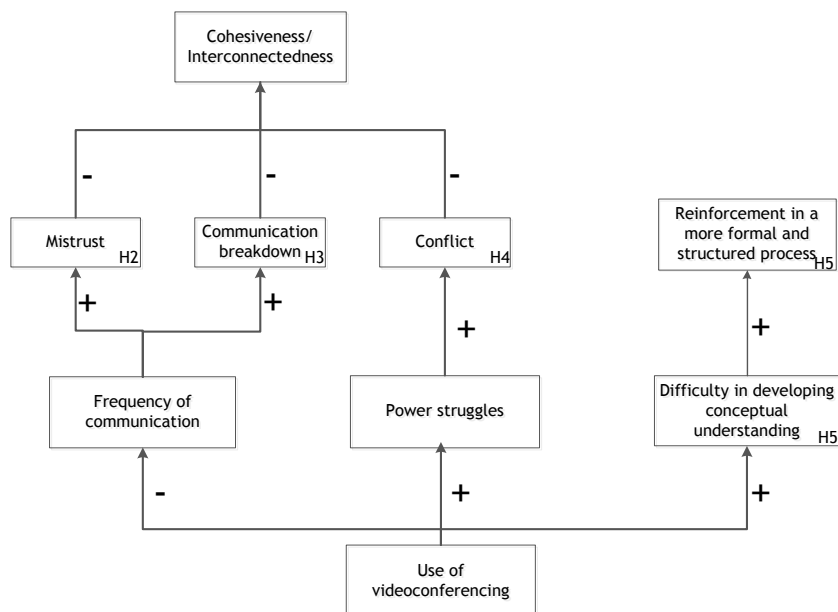 Cohesiveness/
Interconnectedness
-
-
-
Mistrust
H2
Communication
breakdown
H3
Conflict
H4
Reinforcement in a
more formal and
structured process
H5
+
+
+
+
Frequency of
communication
Power struggles
Difficulty in developing
conceptual
understanding
H5
-
+
+
Use of
videoconferencing